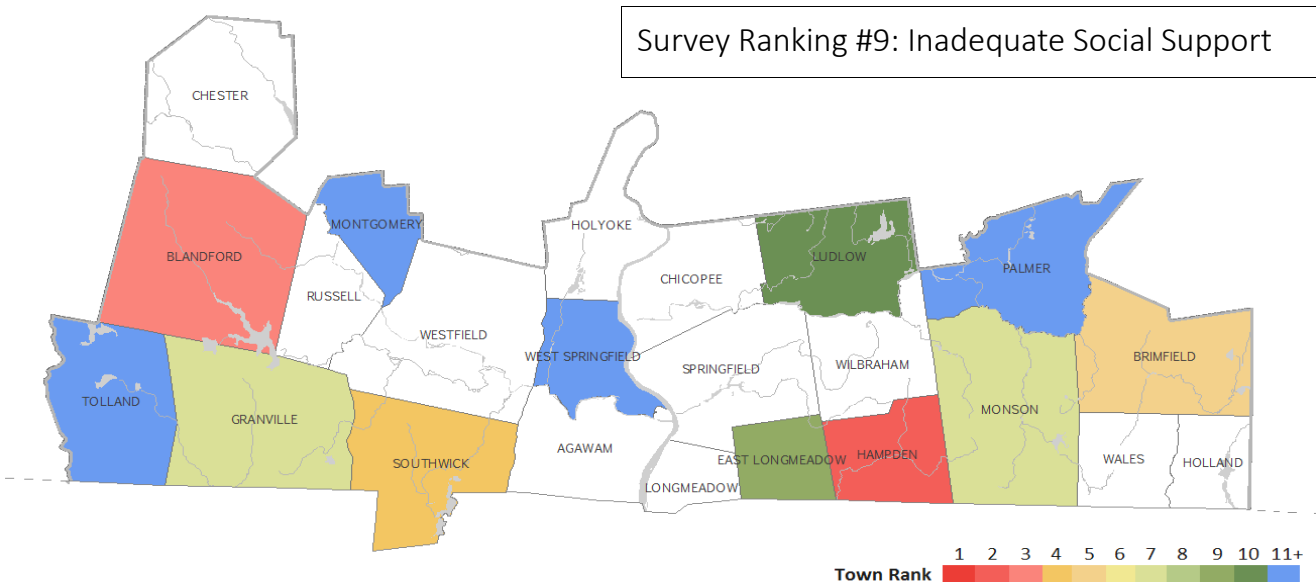 Survey Ranking #9: Inadequate Social Support
CHESTER
BLANDFORD
MONTGOMERY
RUSSELL
WESTFIELD
HOLYOKE
CHICOPEE
LUDLOW
PALMER
WEST SPRINGFIELD
SPRINGFIELD
WILBRAHAM
BRIMFIELD
TOLLAND
GRANVILLE
SOUTHWICK
AGAWAM
LONGMEADOW
EAST LONGMEADOW
HAMPDEN
MONSON
WALES
HOLLAND
1 2 3 4 5 6 7 8 9 10 11+
Town Rank